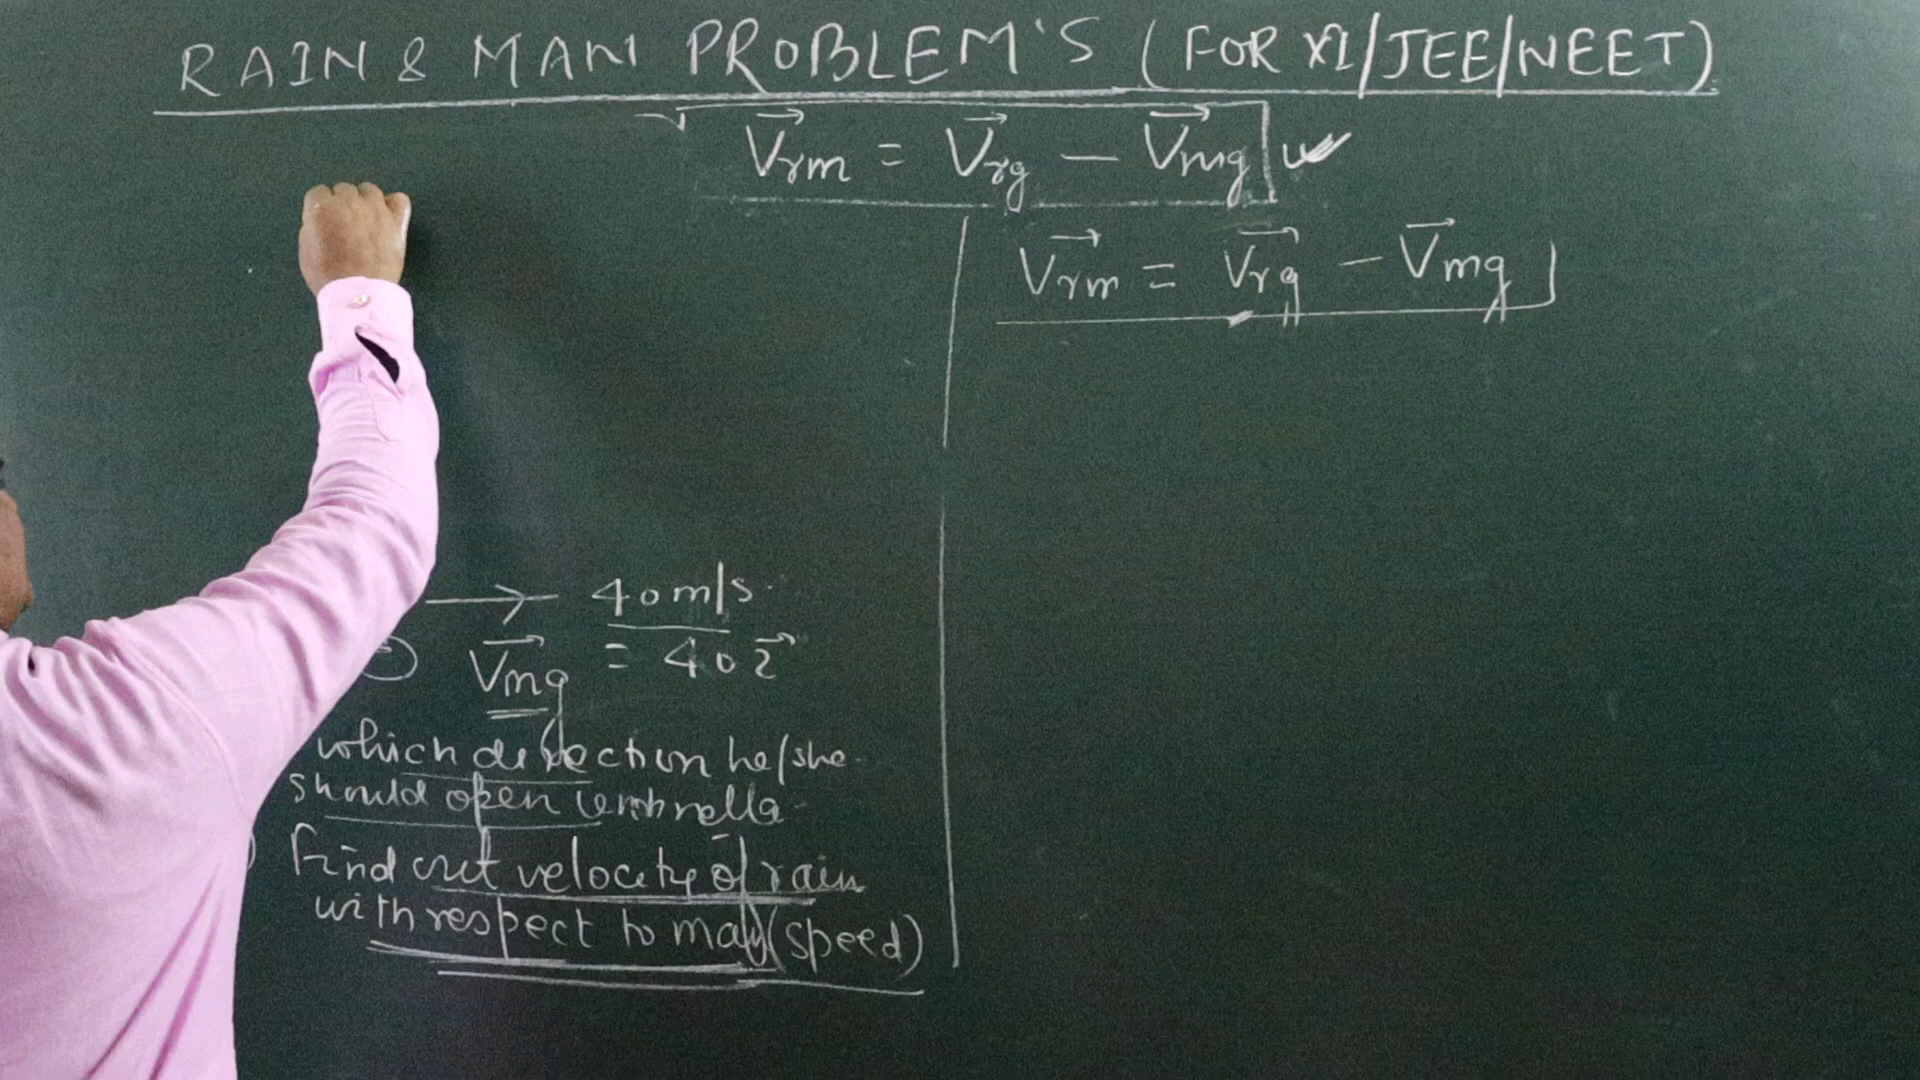 RAIN & MAN PROBLEM'S (FOR XI/JEE/NEET)
V⃗rm = V⃗rg — V⃗mg
V⃗rm = V⃗rg - V⃗mg
40m/s.
V⃗mg = 40 i⃗
which direction he/she
should open umbrella
Find out velocity of rain
with respect to man (speed)